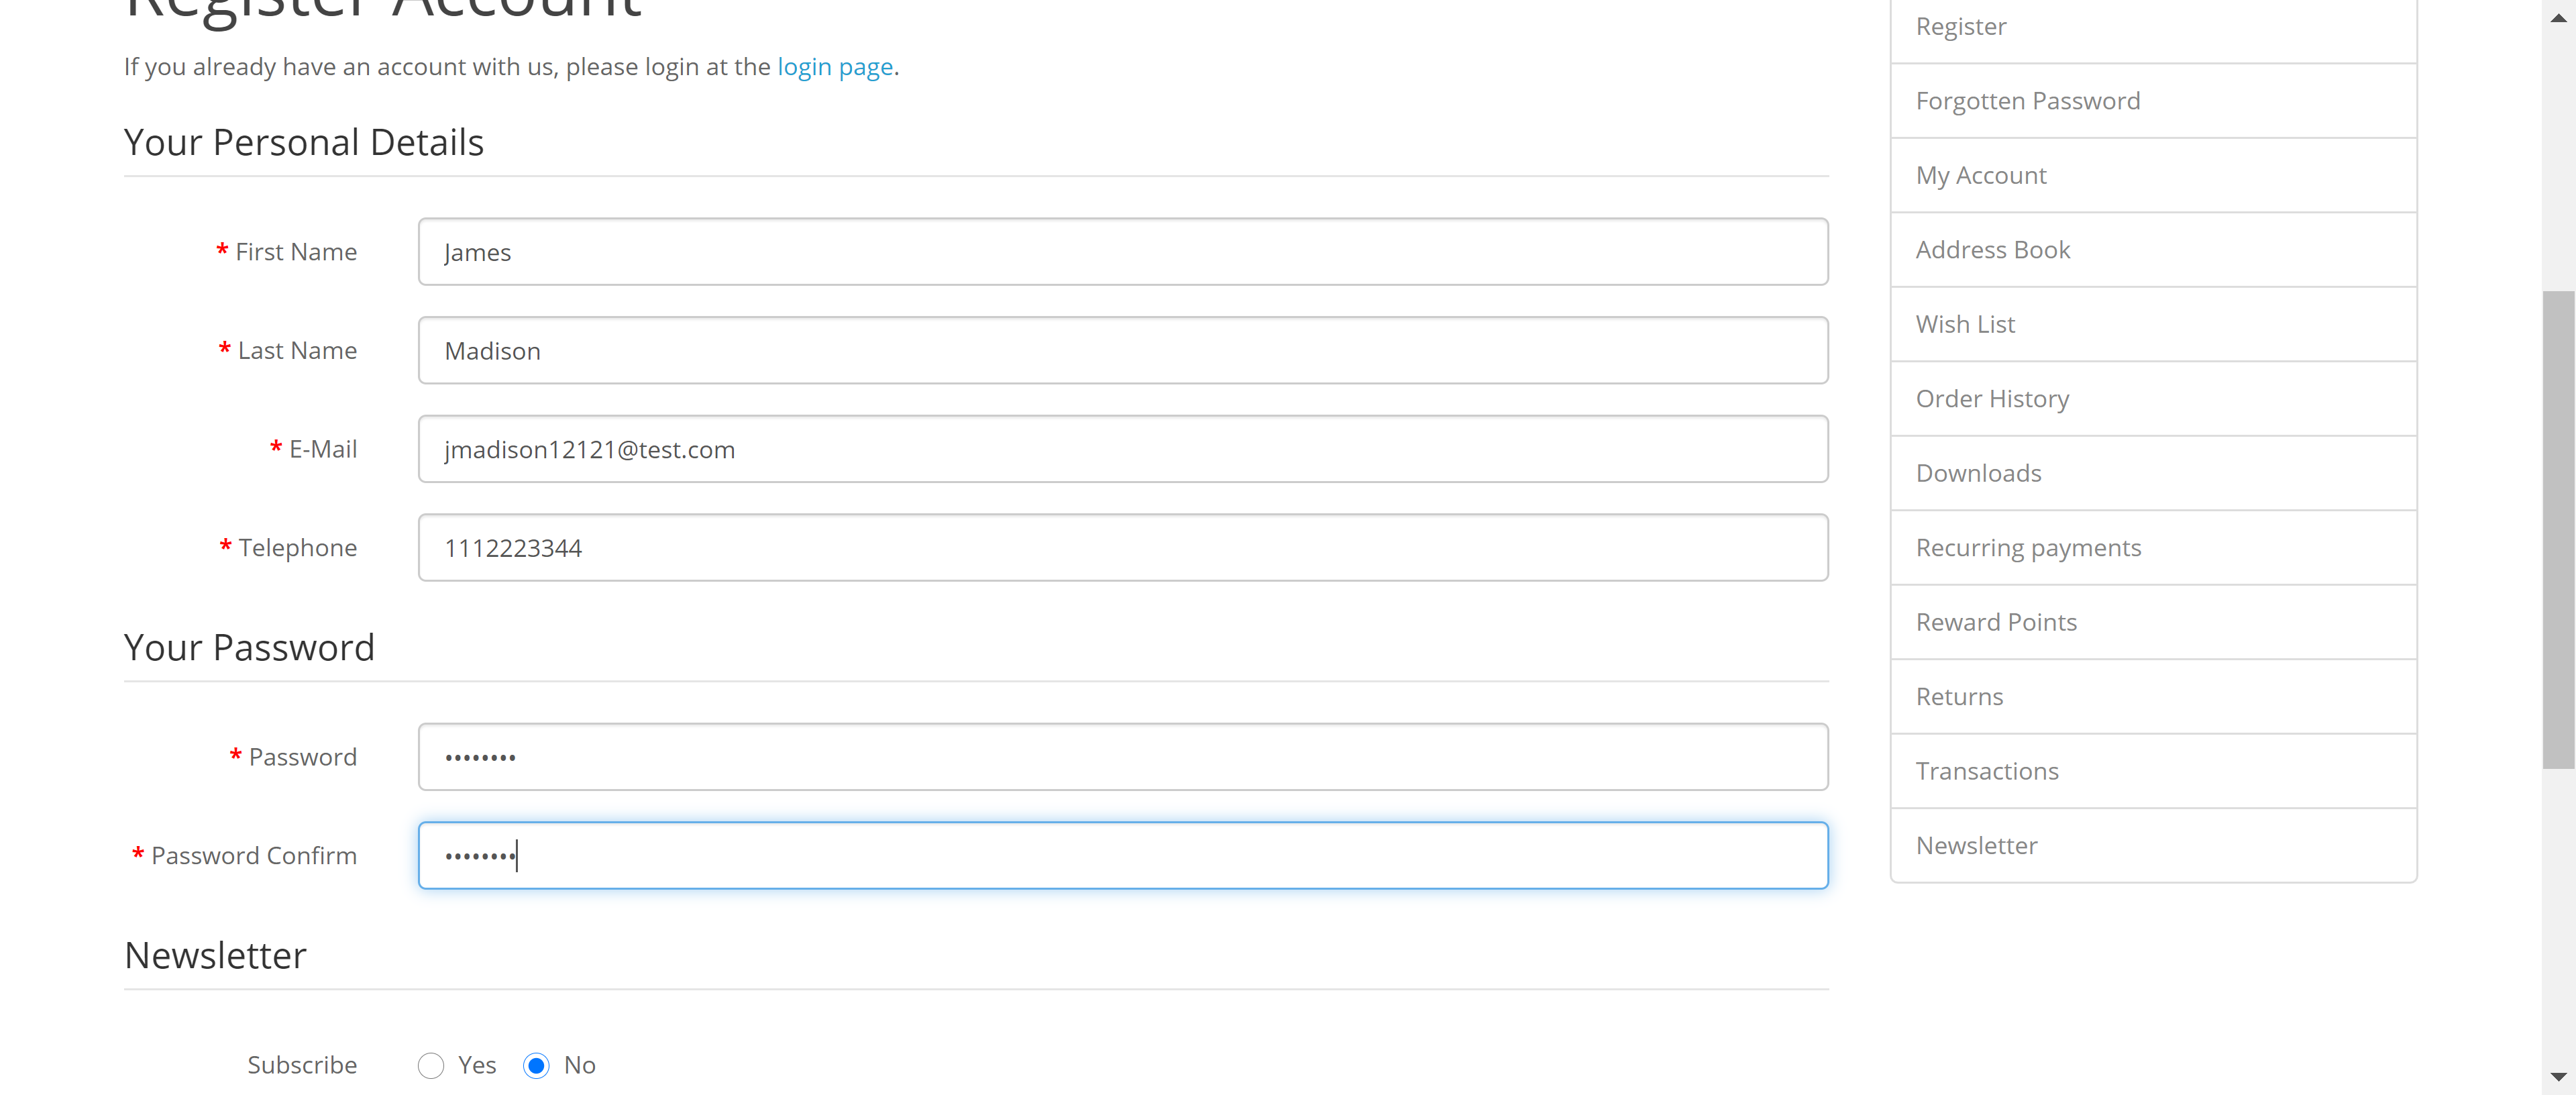 Register Account
If you already have an account with us, please login at the login page.
Your Personal Details
* First Name
James
* Last Name
Madison
* E-Mail
jmadison12121@test.com
* Telephone
1112223344
Your Password
* Password
••••••••
* Password Confirm
••••••••
Newsletter
Subscribe
Yes
No
Register
Forgotten Password
My Account
Address Book
Wish List
Order History
Downloads
Recurring payments
Reward Points
Returns
Transactions
Newsletter